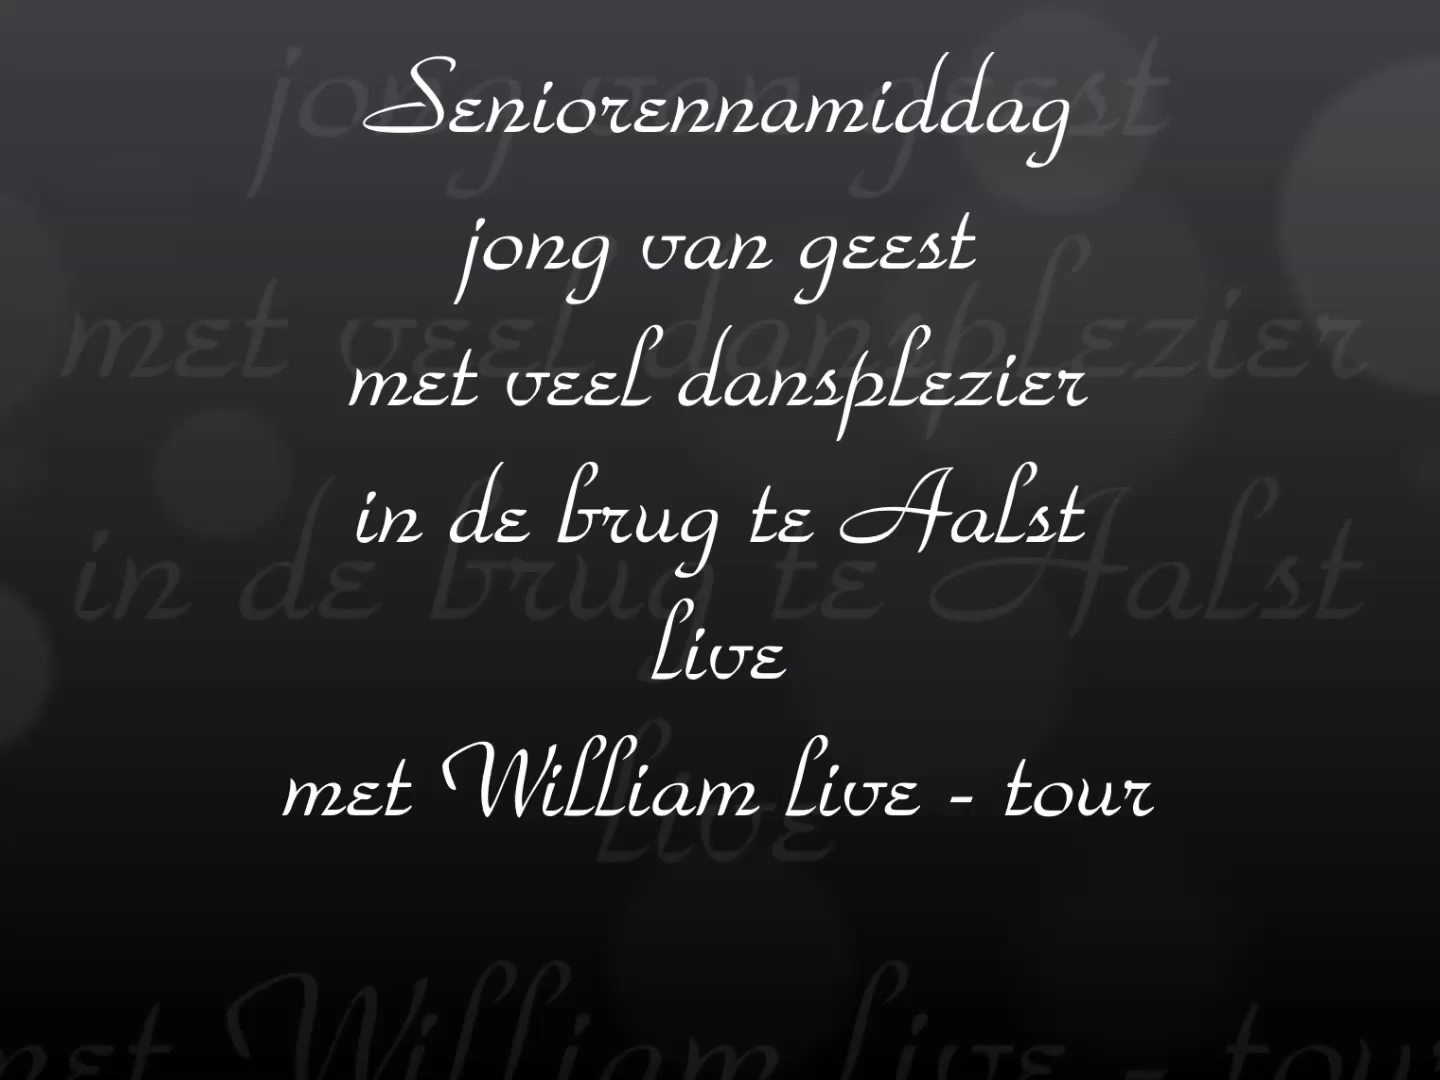 Seniorennamiddag
jong van geest
met veel dansplezier
in de brug te Aalst
live
met William live - tour